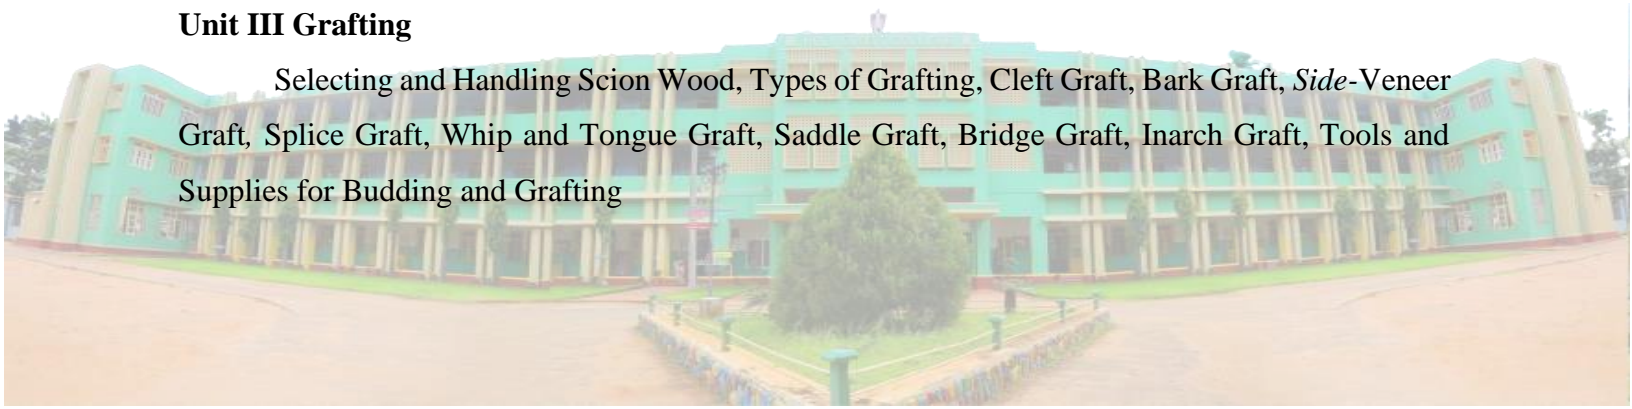 Unit III Grafting
Selecting and Handling Scion Wood, Types of Grafting, Cleft Graft, Bark Graft, Side-Veneer
Graft, Splice Graft, Whip and Tongue Graft, Saddle Graft, Bridge Graft, Inarch Graft, Tools and
Supplies for Budding and Grafting